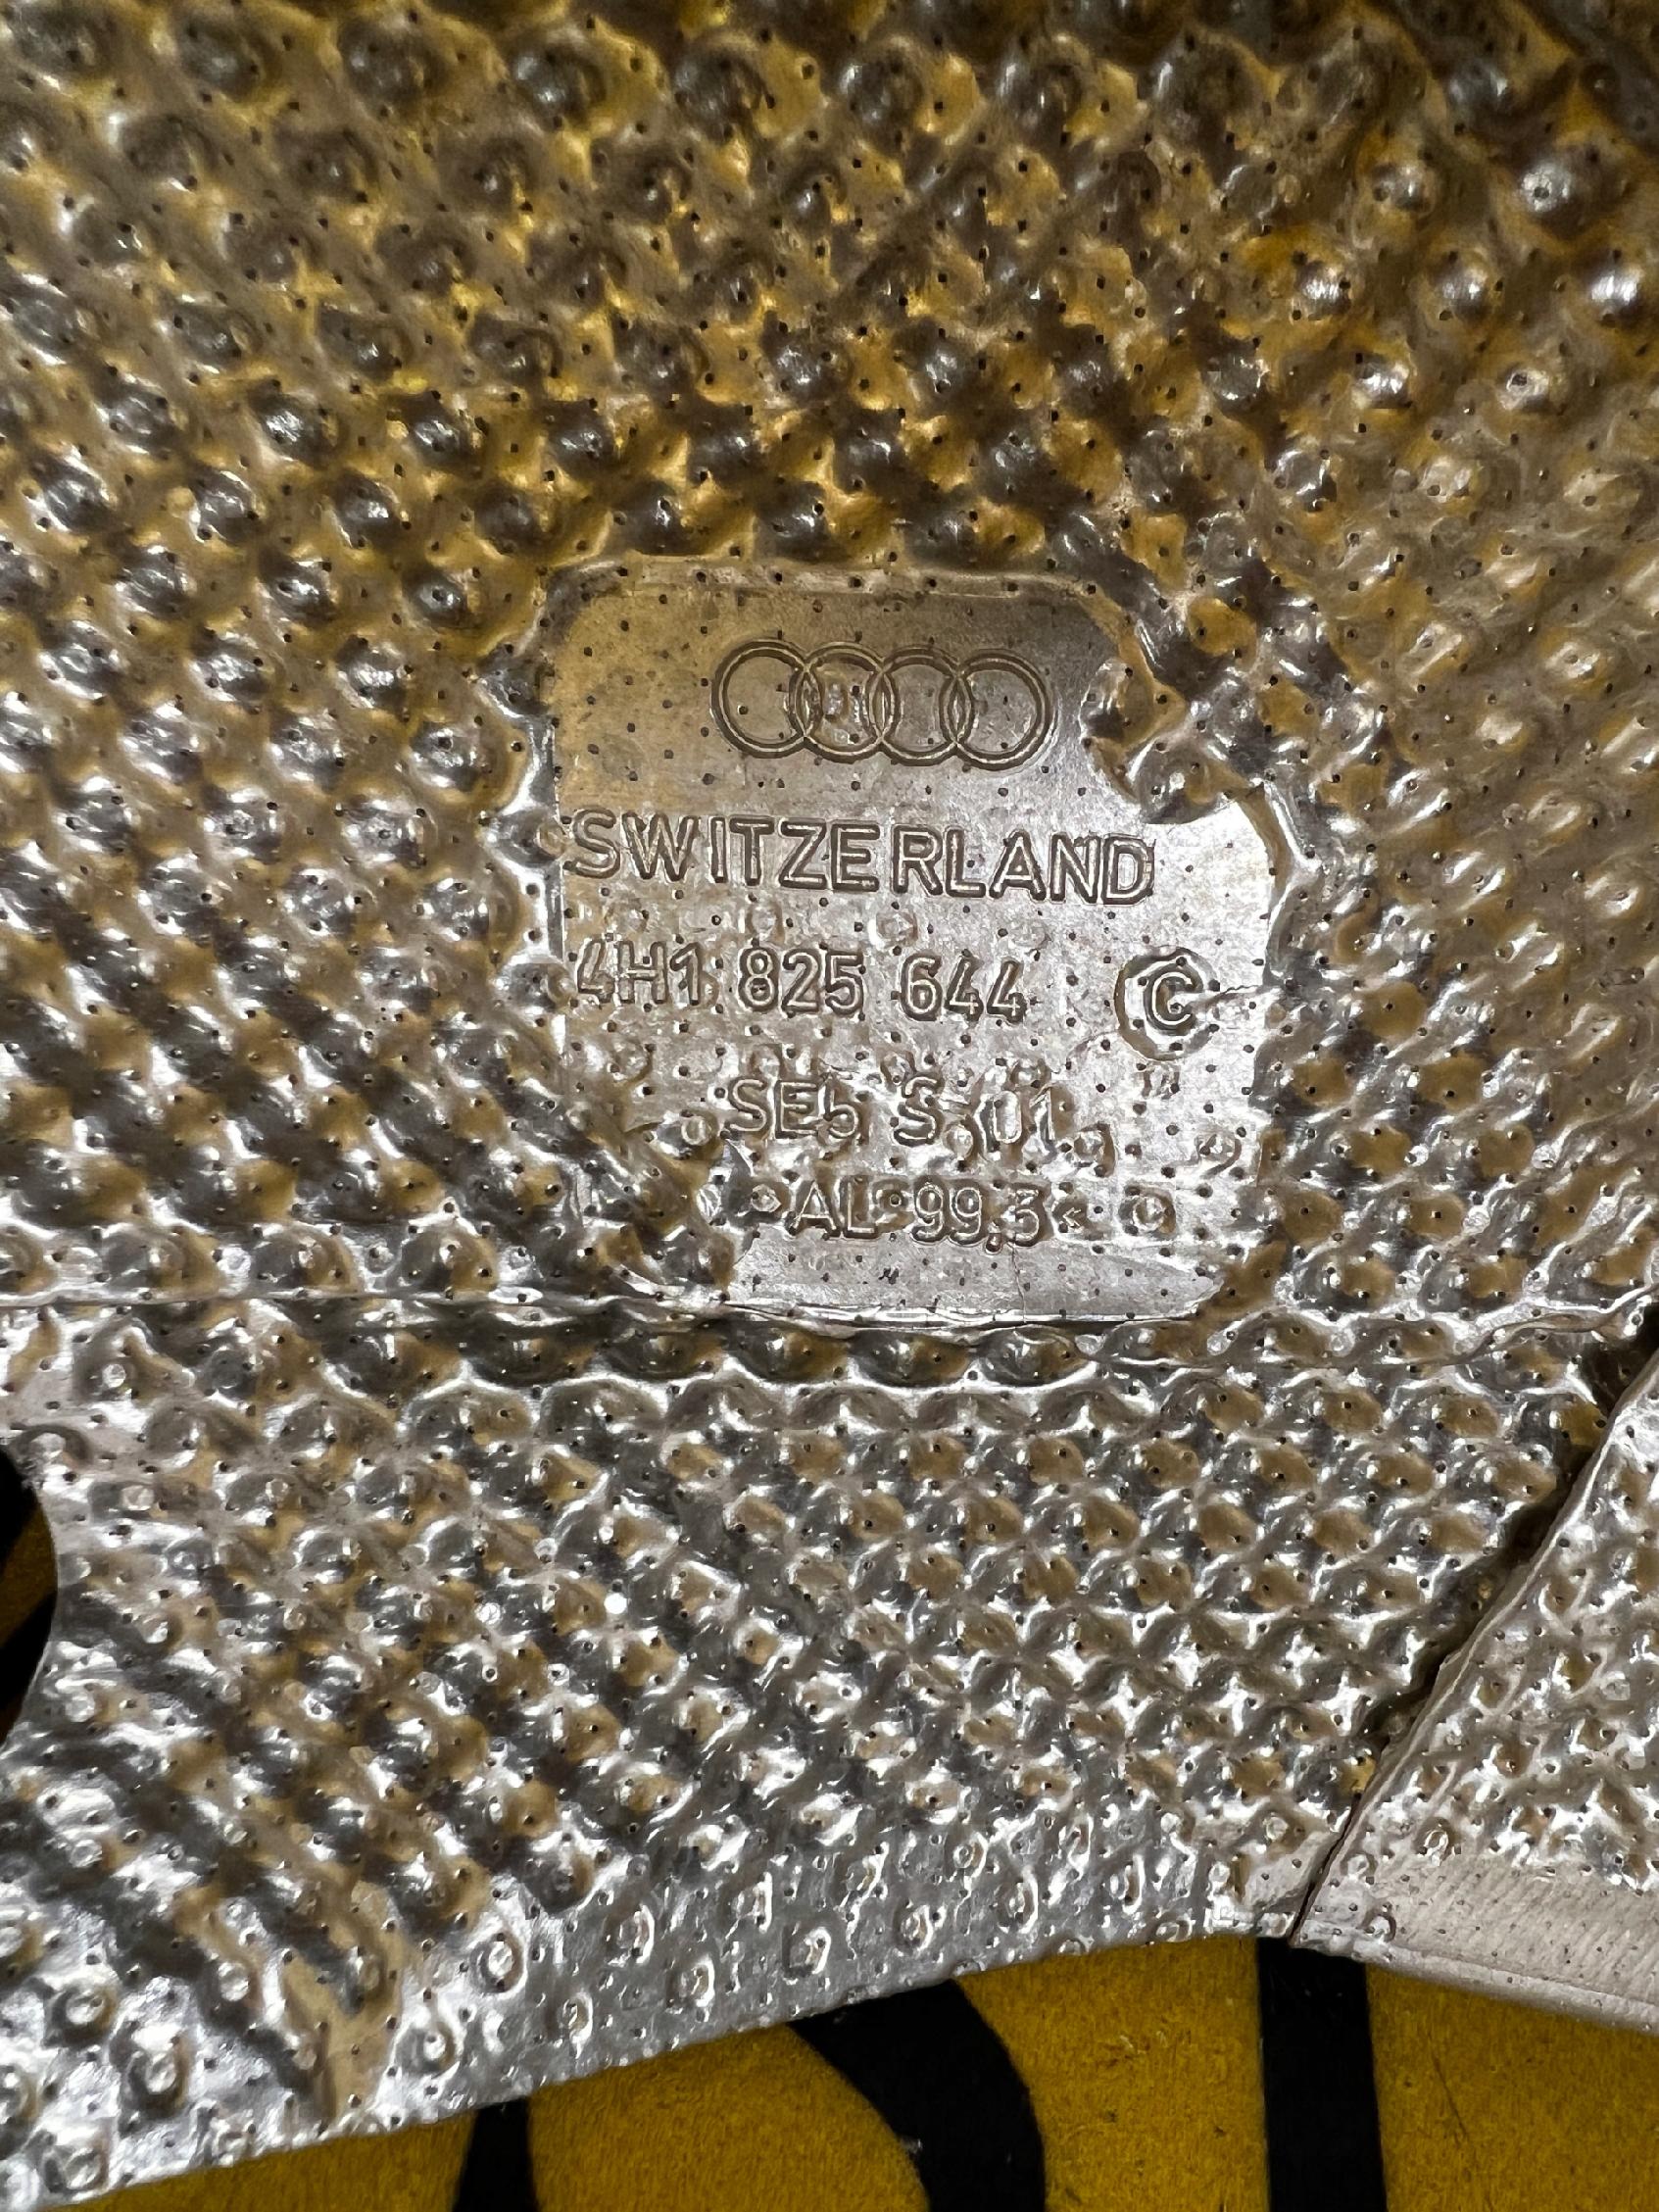 SWITZERLAND
4H1 825 644 C
SE5 S 01
>AL 99,3<